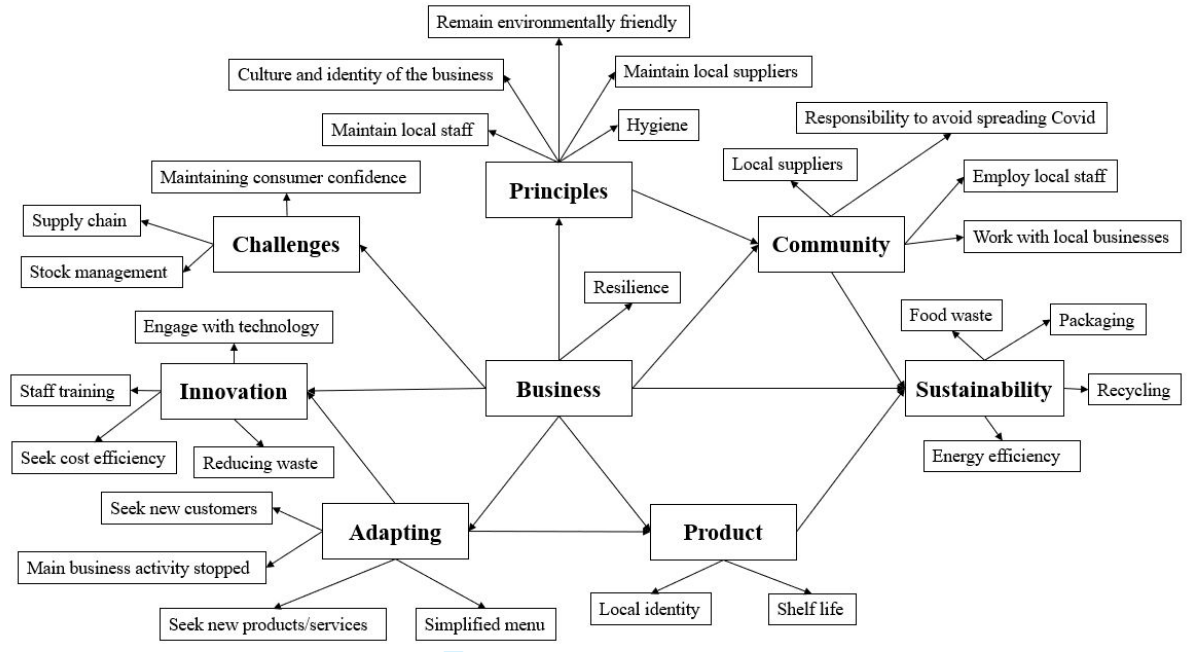 Remain environmentally friendly
Culture and identity of the business
Maintain local suppliers
Maintain local staff
Hygiene
Responsibility to avoid spreading Covid
Principles
Local suppliers
Maintaining consumer confidence
Employ local staff
Supply chain
Challenges
Community
Work with local businesses
Stock management
Resilience
Engage with technology
Food waste
Packaging
Staff training
Innovation
Business
Sustainability
Recycling
Seek cost efficiency
Reducing waste
Energy efficiency
Seek new customers
Adapting
Product
Main business activity stopped
Local identity
Shelf life
Seek new products/services
Simplified menu